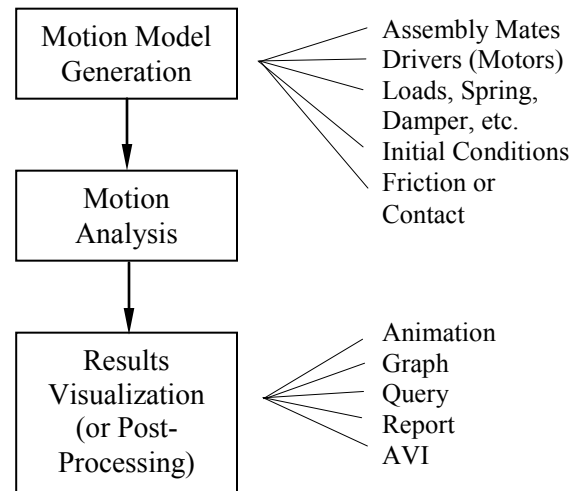 Motion Model
Generation
Assembly Mates
Drivers (Motors)
Loads, Spring,
Damper, etc.
Initial Conditions
Friction or
Contact
Motion
Analysis
Results
Visualization
(or Post-
Processing)
Animation
Graph
Query
Report
AVI